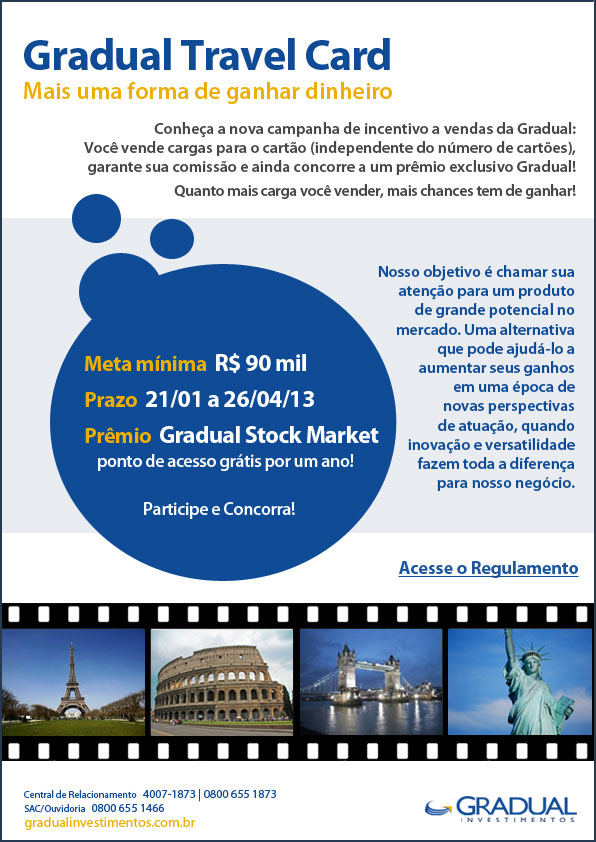 Gradual Travel Card
Mais uma forma de ganhar dinheiro
Conheça a nova campanha de incentivo a vendas da Gradual:
Você vende cargas para o cartão (independente do número de cartões),
garante sua comissão e ainda concorre a um prêmio exclusivo Gradual!
Quanto mais carga você vender, mais chances tem de ganhar!
Meta mínima R$ 90 mil
Prazo 21/01 a 26/04/13
Prêmio Gradual Stock Market
ponto de acesso grátis por um ano!
Participe e Concorra!
Nosso objetivo é chamar sua
atenção para um produto
de grande potencial no
mercado. Uma alternativa
que pode ajudá-lo a
aumentar seus ganhos
em uma época de
novas perspectivas
de atuação, quando
inovação e versatilidade
fazem toda a diferença
para nosso negócio.
Acesse o Regulamento
Central de Relacionamento 4007-1873 | 0800 655 1873
SAC/Ouvidoria 0800 655 1466
gradualinvestimentos.com.br
GRADUAL
INVESTIMENTOS